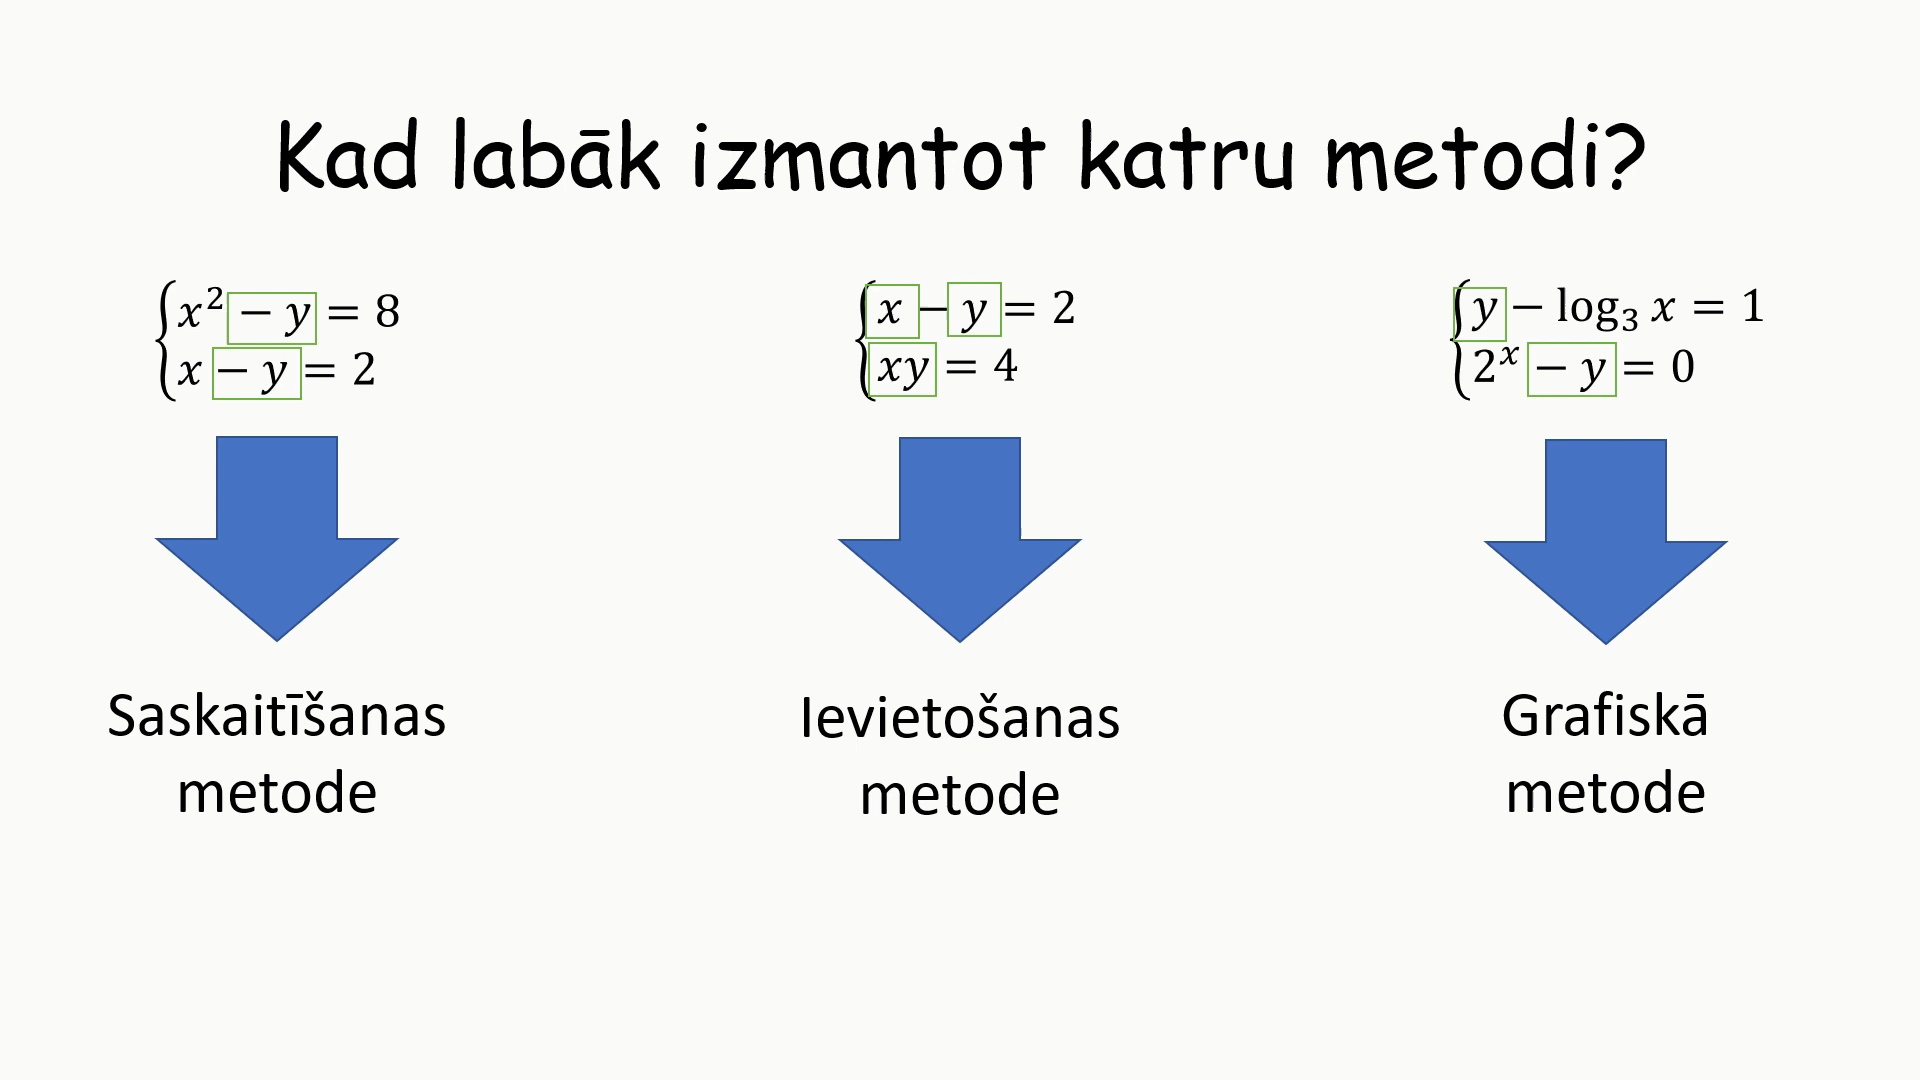 Kad labāk izmantot katru metodi?
x² − y = 8
x − y = 2
x − y = 2
xy = 4
y − log₃ x = 1
2ˣ − y = 0
Saskaitīšanas
metode
Ievietošanas
metode
Grafiskā
metode